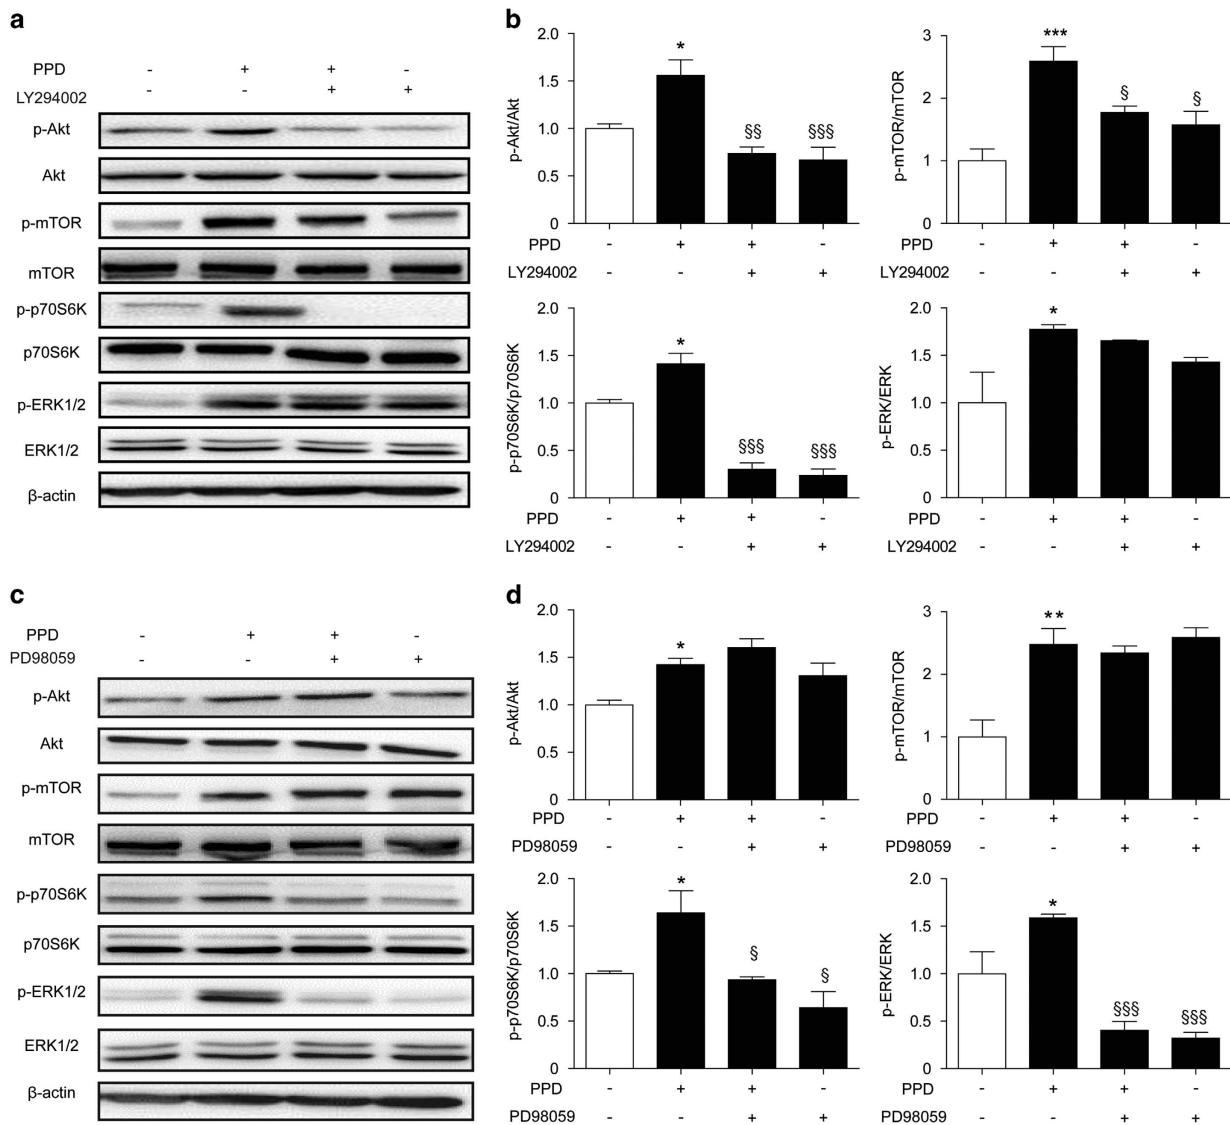 a
PPD - + + -
LY294002 - - + +
p-Akt
Akt
p-mTOR
mTOR
p-p70S6K
p70S6K
p-ERK1/2
ERK1/2
β-actin
b
p-Akt/Akt
2.0
1.5
1.0
0.5
0
* §§ §§§
PPD - + + -
LY294002 - - + +
p-mTOR/mTOR
3
2
1
0
*** § §
PPD - + + -
LY294002 - - + +
p-p70S6K/p70S6K
2.0
1.5
1.0
0.5
0
* §§§ §§§
PPD - + + -
LY294002 - - + +
p-ERK/ERK
2.0
1.5
1.0
0.5
0
*
PPD - + + -
LY294002 - - + +
c
PPD - + + -
PD98059 - - + +
p-Akt
Akt
p-mTOR
mTOR
p-p70S6K
p70S6K
p-ERK1/2
ERK1/2
β-actin
d
p-Akt/Akt
2.0
1.5
1.0
0.5
0
*
PPD - + + -
PD98059 - - + +
p-mTOR/mTOR
3
2
1
0
**
PPD - + + -
PD98059 - - + +
p-p70S6K/p70S6K
2.0
1.5
1.0
0.5
0
* § §
PPD - + + -
PD98059 - - + +
p-ERK/ERK
2.0
1.5
1.0
0.5
0
* §§§ §§§
PPD - + + -
PD98059 - - + +